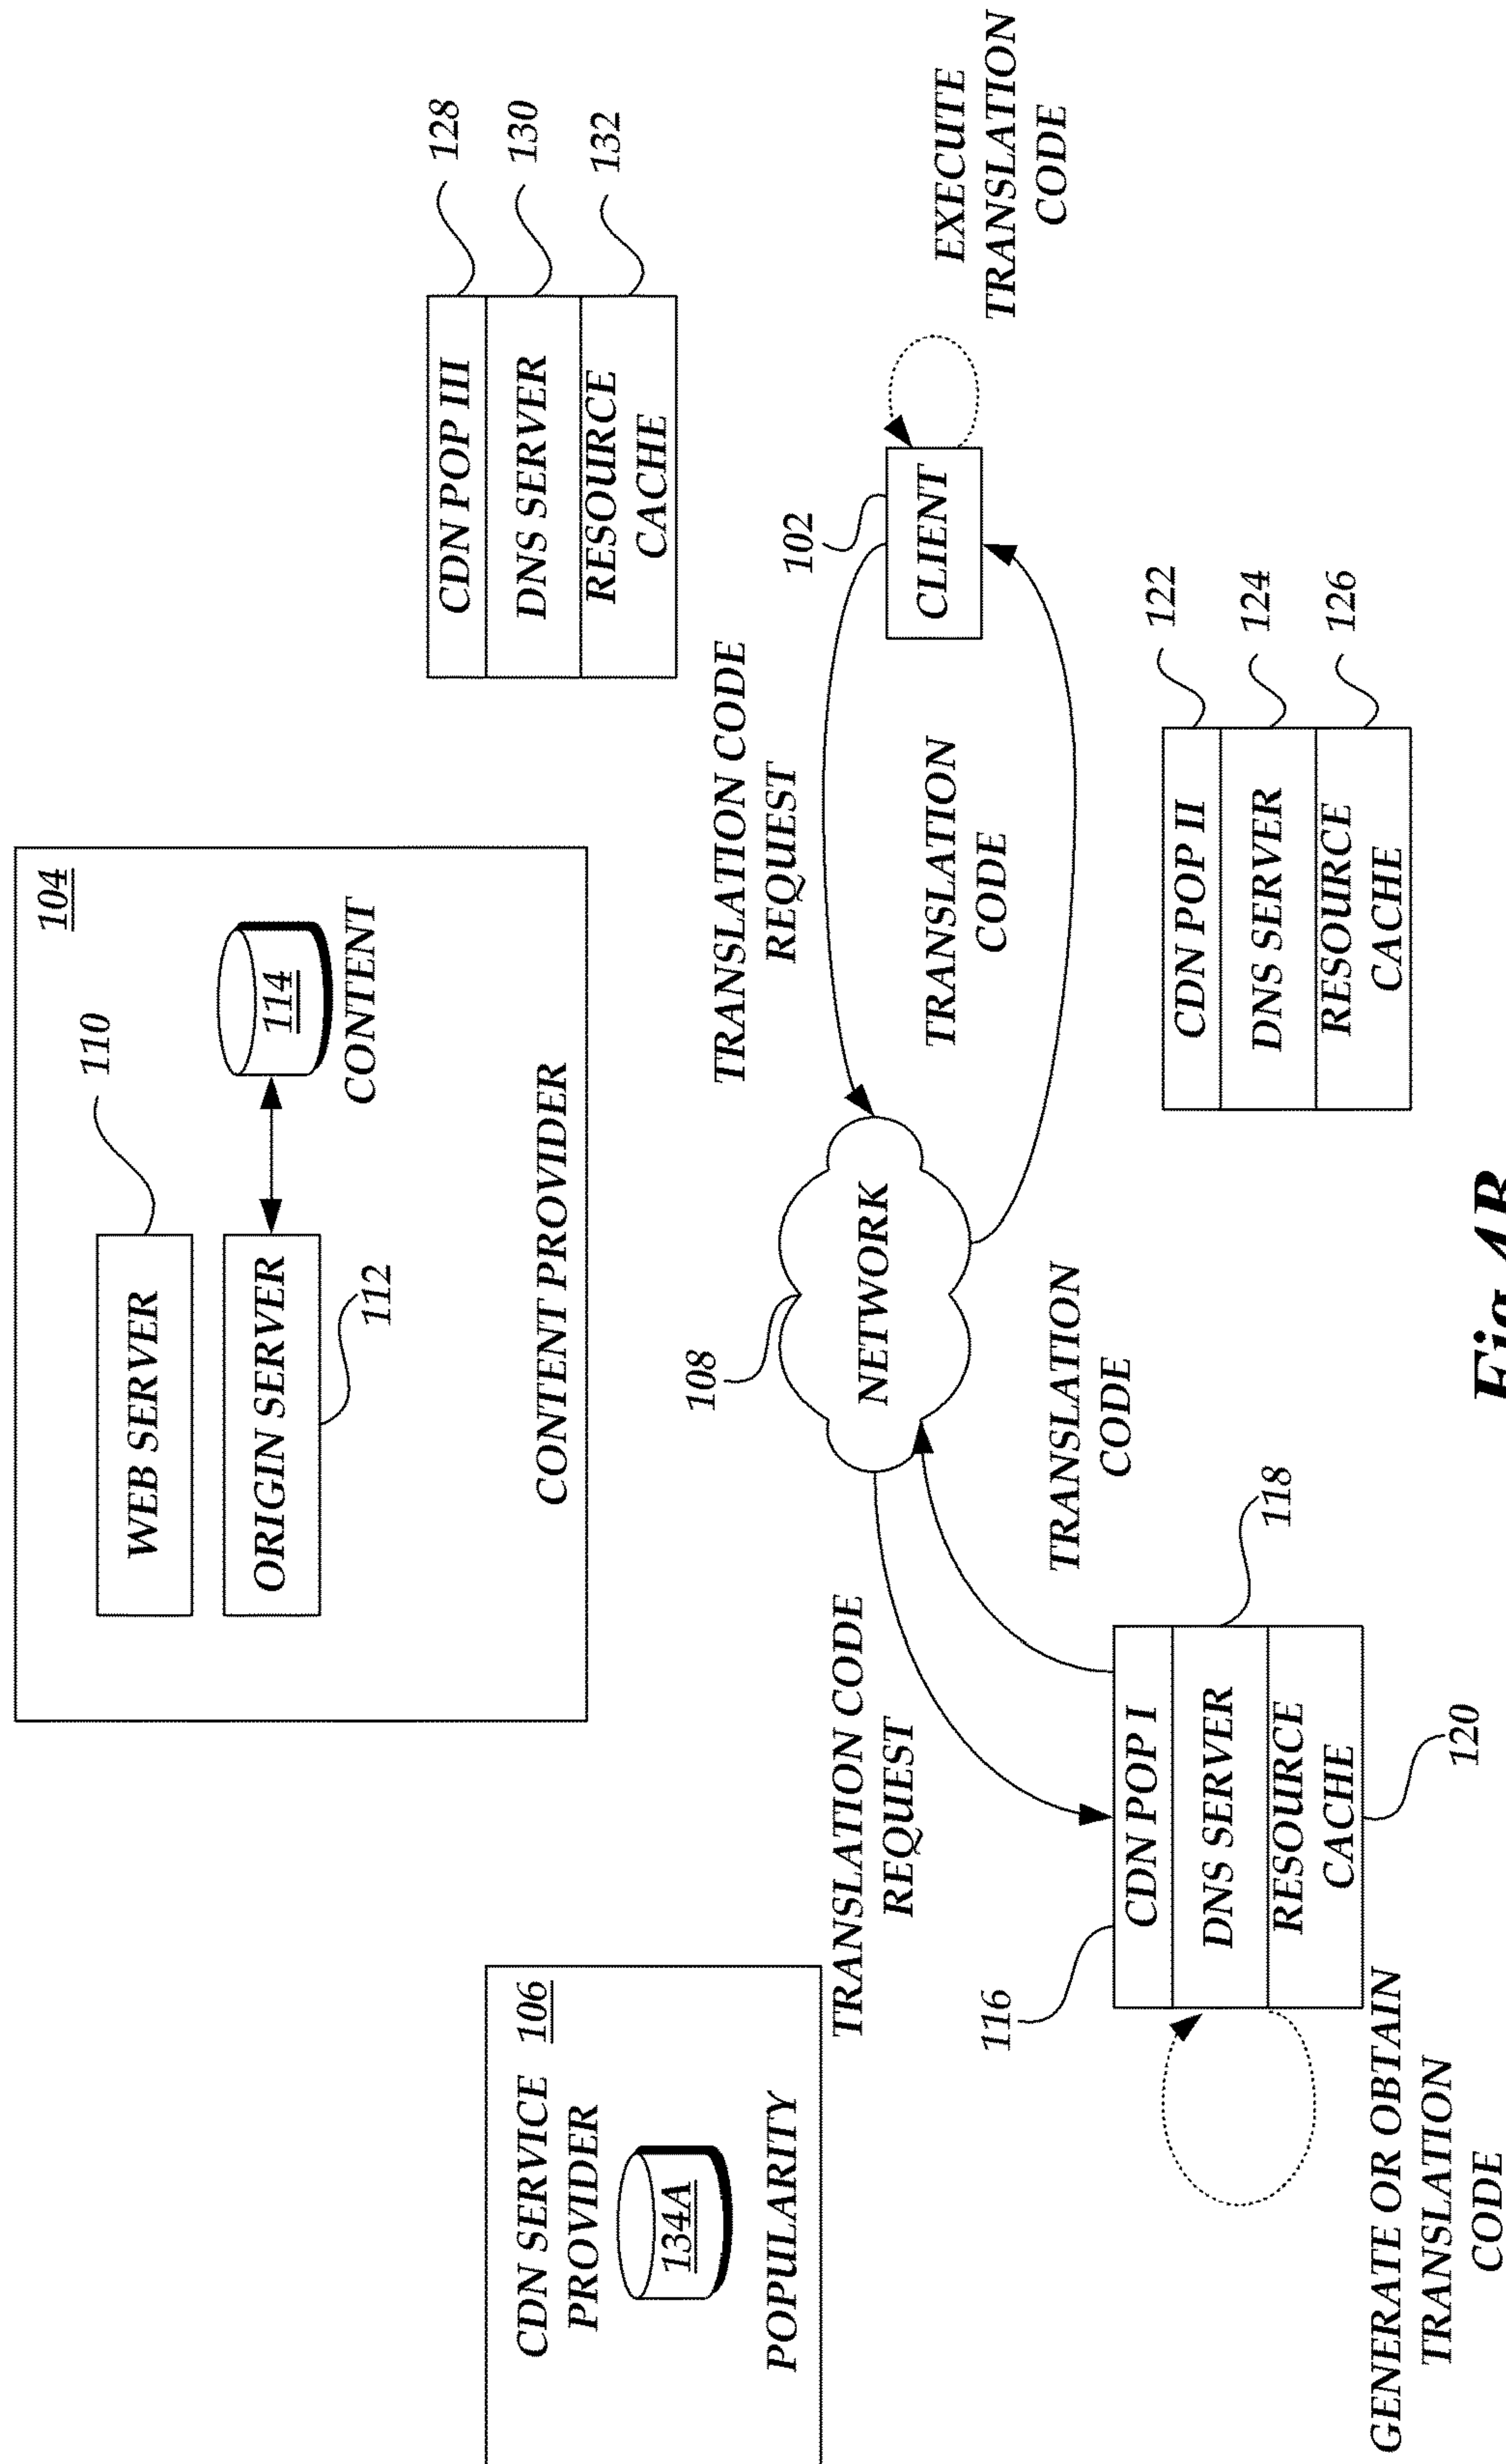 104
WEB SERVER
110
ORIGIN SERVER
112
114
CONTENT
CONTENT PROVIDER
CDN SERVICE
PROVIDER
106
134A
POPULARITY
CDN POP III
128
DNS SERVER
130
RESOURCE
CACHE
132
TRANSLATION CODE
REQUEST
108
NETWORK
102
CLIENT
EXECUTE
TRANSLATION
CODE
TRANSLATION
CODE
TRANSLATION CODE
REQUEST
TRANSLATION
CODE
116
CDN POP I
DNS SERVER
118
RESOURCE
CACHE
120
GENERATE OR OBTAIN
TRANSLATION
CODE
CDN POP II
122
DNS SERVER
124
RESOURCE
CACHE
126
Fig.4B.